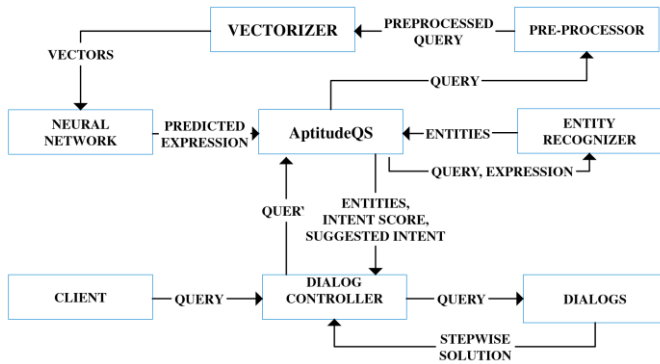 VECTORIZER
PREPROCESSED
QUERY
PRE-PROCESSOR
VECTORS
QUERY
NEURAL
NETWORK
PREDICTED
EXPRESSION
AptitudeQS
ENTITIES
ENTITY
RECOGNIZER
QUERY, EXPRESSION
QUER
ENTITIES,
INTENT SCORE,
SUGGESTED INTENT
CLIENT
QUERY
DIALOG
CONTROLLER
QUERY
DIALOGS
STEPWISE
SOLUTION